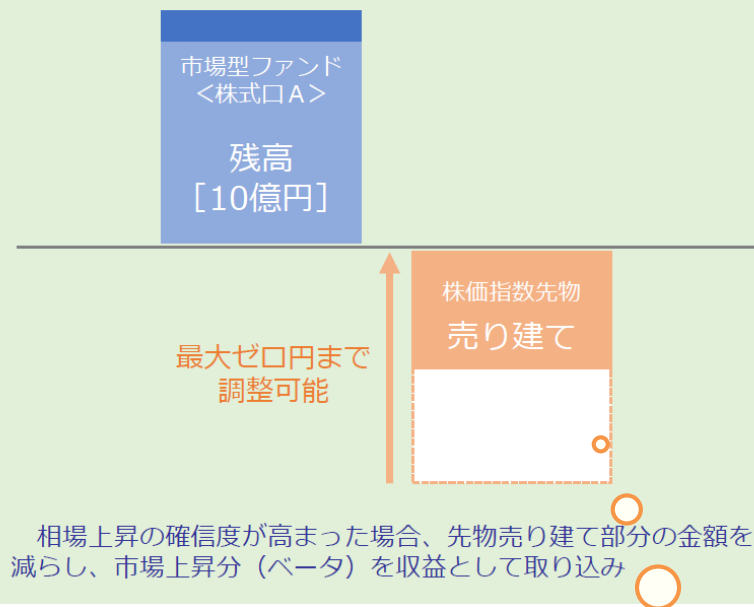 市場型ファンド
＜株式口Ａ＞
残高
［10億円］
株価指数先物
売り建て
最大ゼロ円まで
調整可能
相場上昇の確信度が高まった場合、先物売り建て部分の金額を
減らし、市場上昇分（ベータ）を収益として取り込み